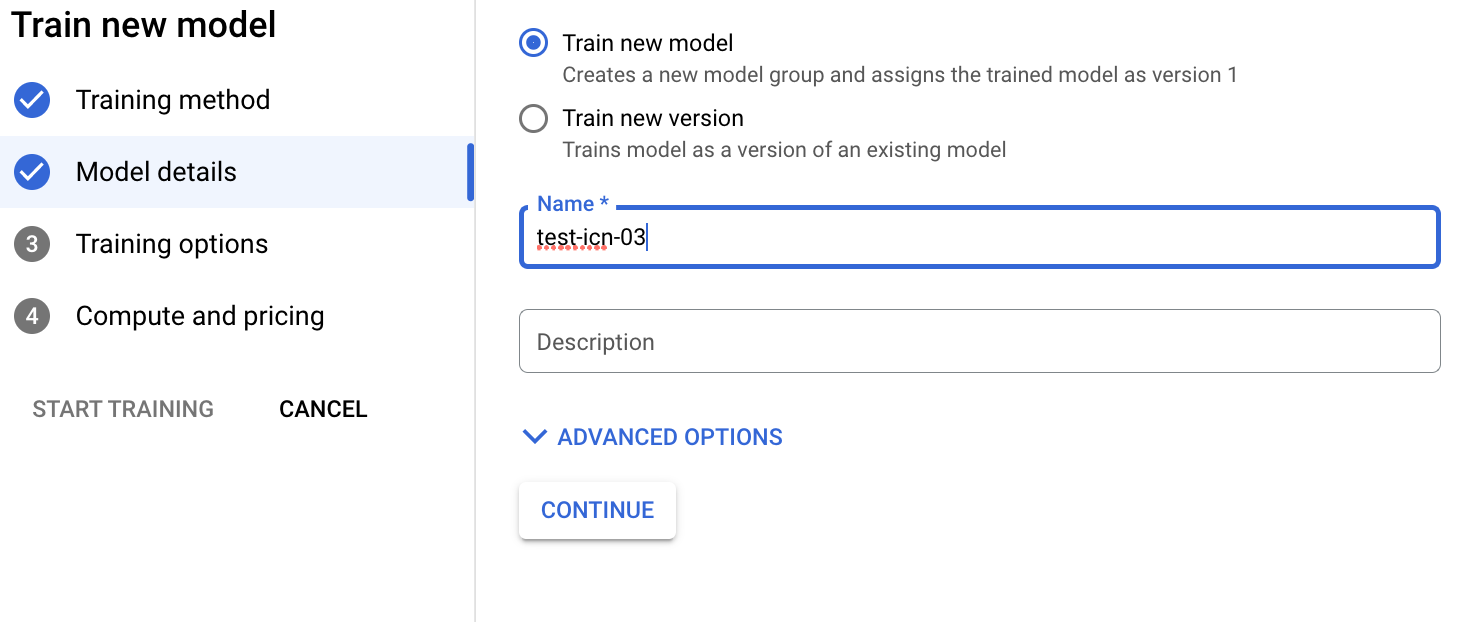 Train new model
Training method
Model details
3 Training options
4 Compute and pricing
START TRAINING CANCEL
Train new model
Creates a new model group and assigns the trained model as version 1
Train new version
Trains model as a version of an existing model
Name *
test-icn-03
Description
ADVANCED OPTIONS
CONTINUE